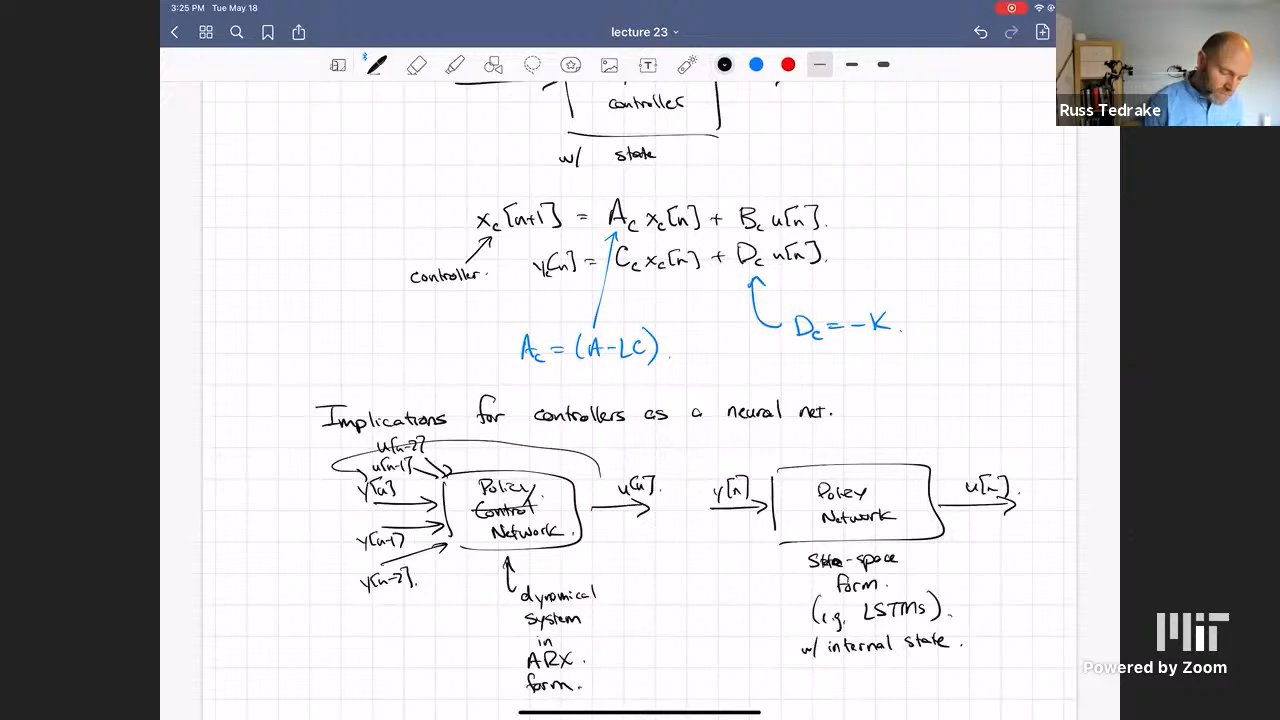 3:25 PM Tue May 18
lecture 23
Russ Tedrake
controller
w/ state
x_c[n+1] = A_c x_c[n] + B_c u[n].
y_c[n] = C_c x_c[n] + D_c u[n].
controller.
D_c = -K.
A_c = (A-LC).
Implications for controllers as a neural net.
u[n-2]
u[n-1]
y[n]
y[n-1]
y[n-2].
Policy
Control
Network
u[n].
dynamical
system
in
ARX
form.
y[n]
Policy
Network
u[n].
State-space
form.
(e.g. LSTMs).
w/ internal state.
MIT
Powered by Zoom